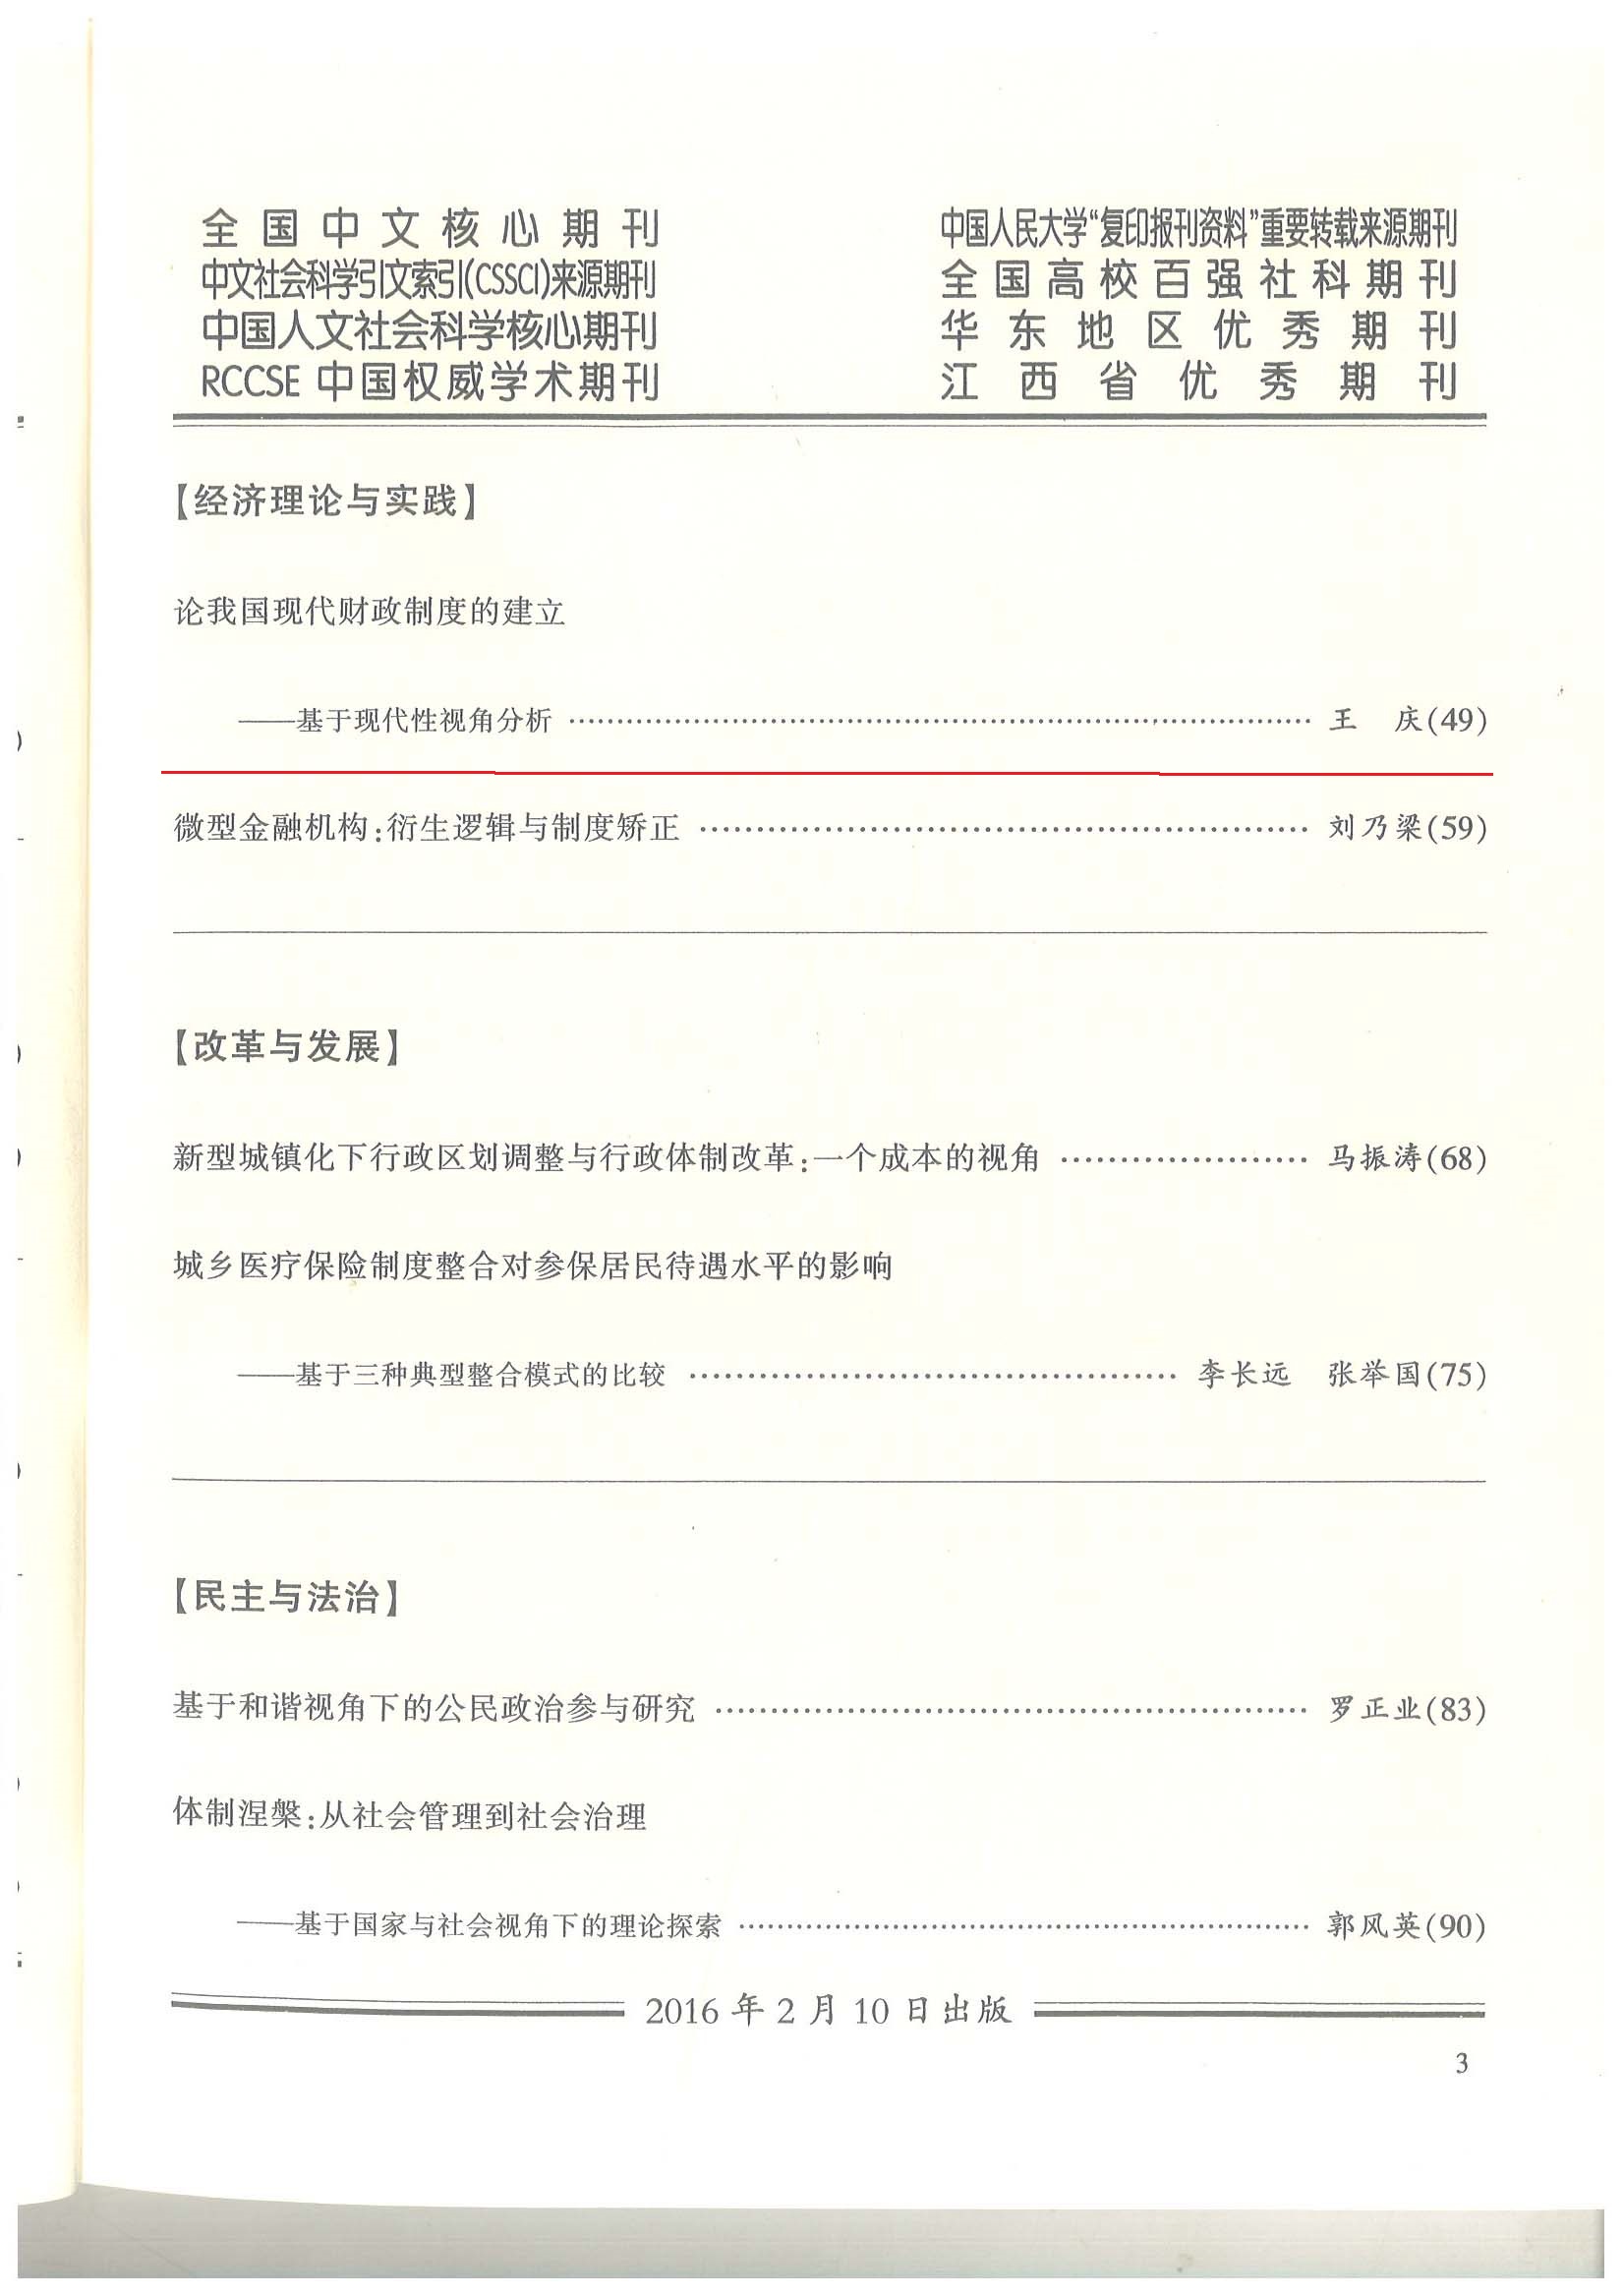 全国中文核心期刊
中文社会科学引文索引(CSSCI)来源期刊
中国人文社会科学核心期刊
RCCSE 中国权威学术期刊
中国人民大学“复印报刊资料”重要转载来源期刊
全国高校百强社科期刊
华东地区优秀期刊
江西省优秀期刊
【经济理论与实践】
论我国现代财政制度的建立
——基于现代性视角分析 …………………………………………………………………… 王 庆(49)
微型金融机构:衍生逻辑与制度矫正 ………………………………………………………… 刘乃梁(59)
【改革与发展】
新型城镇化下行政区划调整与行政体制改革:一个成本的视角 ……………………… 马振涛(68)
城乡医疗保险制度整合对参保居民待遇水平的影响
——基于三种典型整合模式的比较 …………………………………………… 李长远 张举国(75)
【民主与法治】
基于和谐视角下的公民政治参与研究 ……………………………………………………… 罗正业(83)
体制涅槃:从社会管理到社会治理
——基于国家与社会视角下的理论探索 …………………………………………………… 郭风英(90)
2016 年 2 月 10 日出版
3